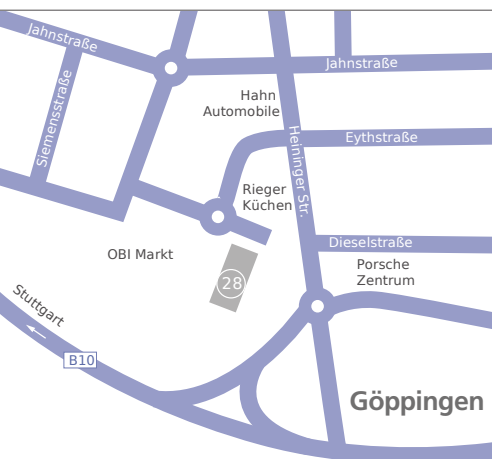 Jahnstraße
Jahnstraße
Siemensstraße
Hahn
Automobile
Heininger Str.
Eythstraße
Rieger
Küchen
Dieselstraße
OBI Markt
Porsche
Zentrum
28
Stuttgart
B10
Göppingen